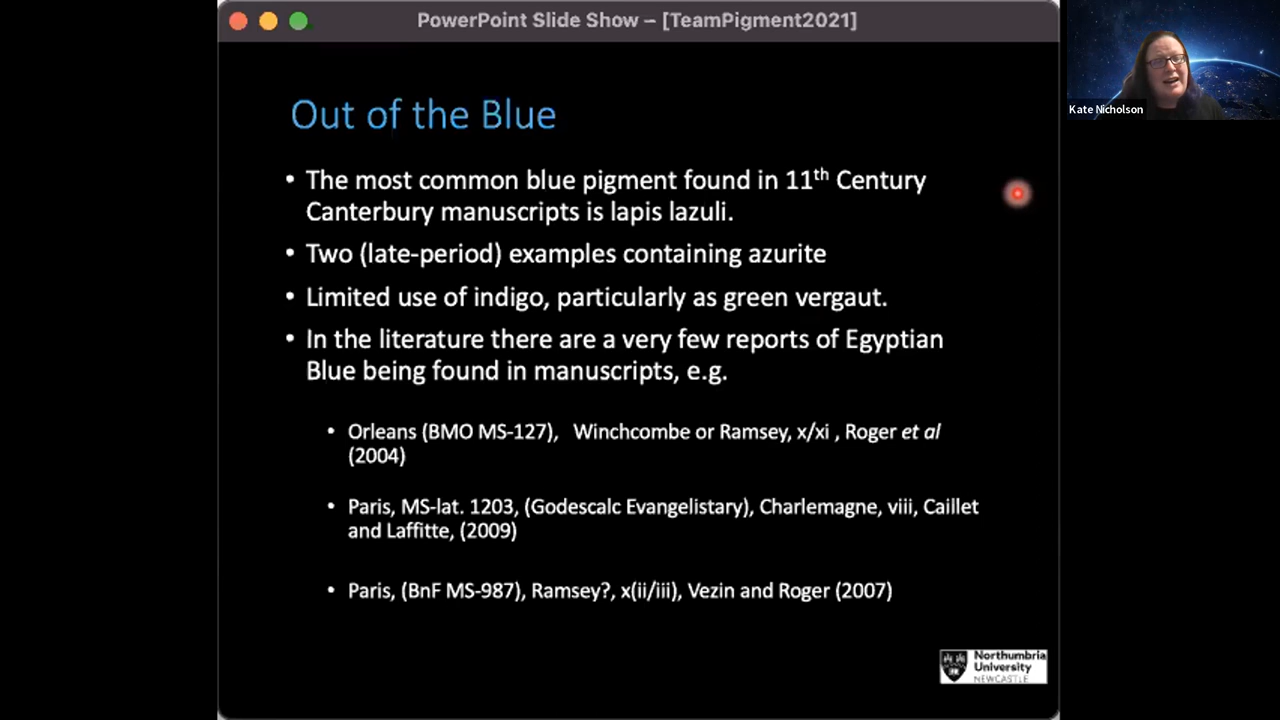 PowerPoint Slide Show – [TeamPigment2021]
Kate Nicholson
Out of the Blue
• The most common blue pigment found in 11th Century
Canterbury manuscripts is lapis lazuli.
• Two (late-period) examples containing azurite
• Limited use of indigo, particularly as green vergaut.
• In the literature there are a very few reports of Egyptian
Blue being found in manuscripts, e.g.
• Orleans (BMO MS-127), Winchcombe or Ramsey, x/xi , Roger et al
(2004)
• Paris, MS-lat. 1203, (Godescalc Evangelistary), Charlemagne, viii, Caillet
and Laffitte, (2009)
• Paris, (BnF MS-987), Ramsey?, x(ii/iii), Vezin and Roger (2007)
Northumbria
University
NEWCASTLE